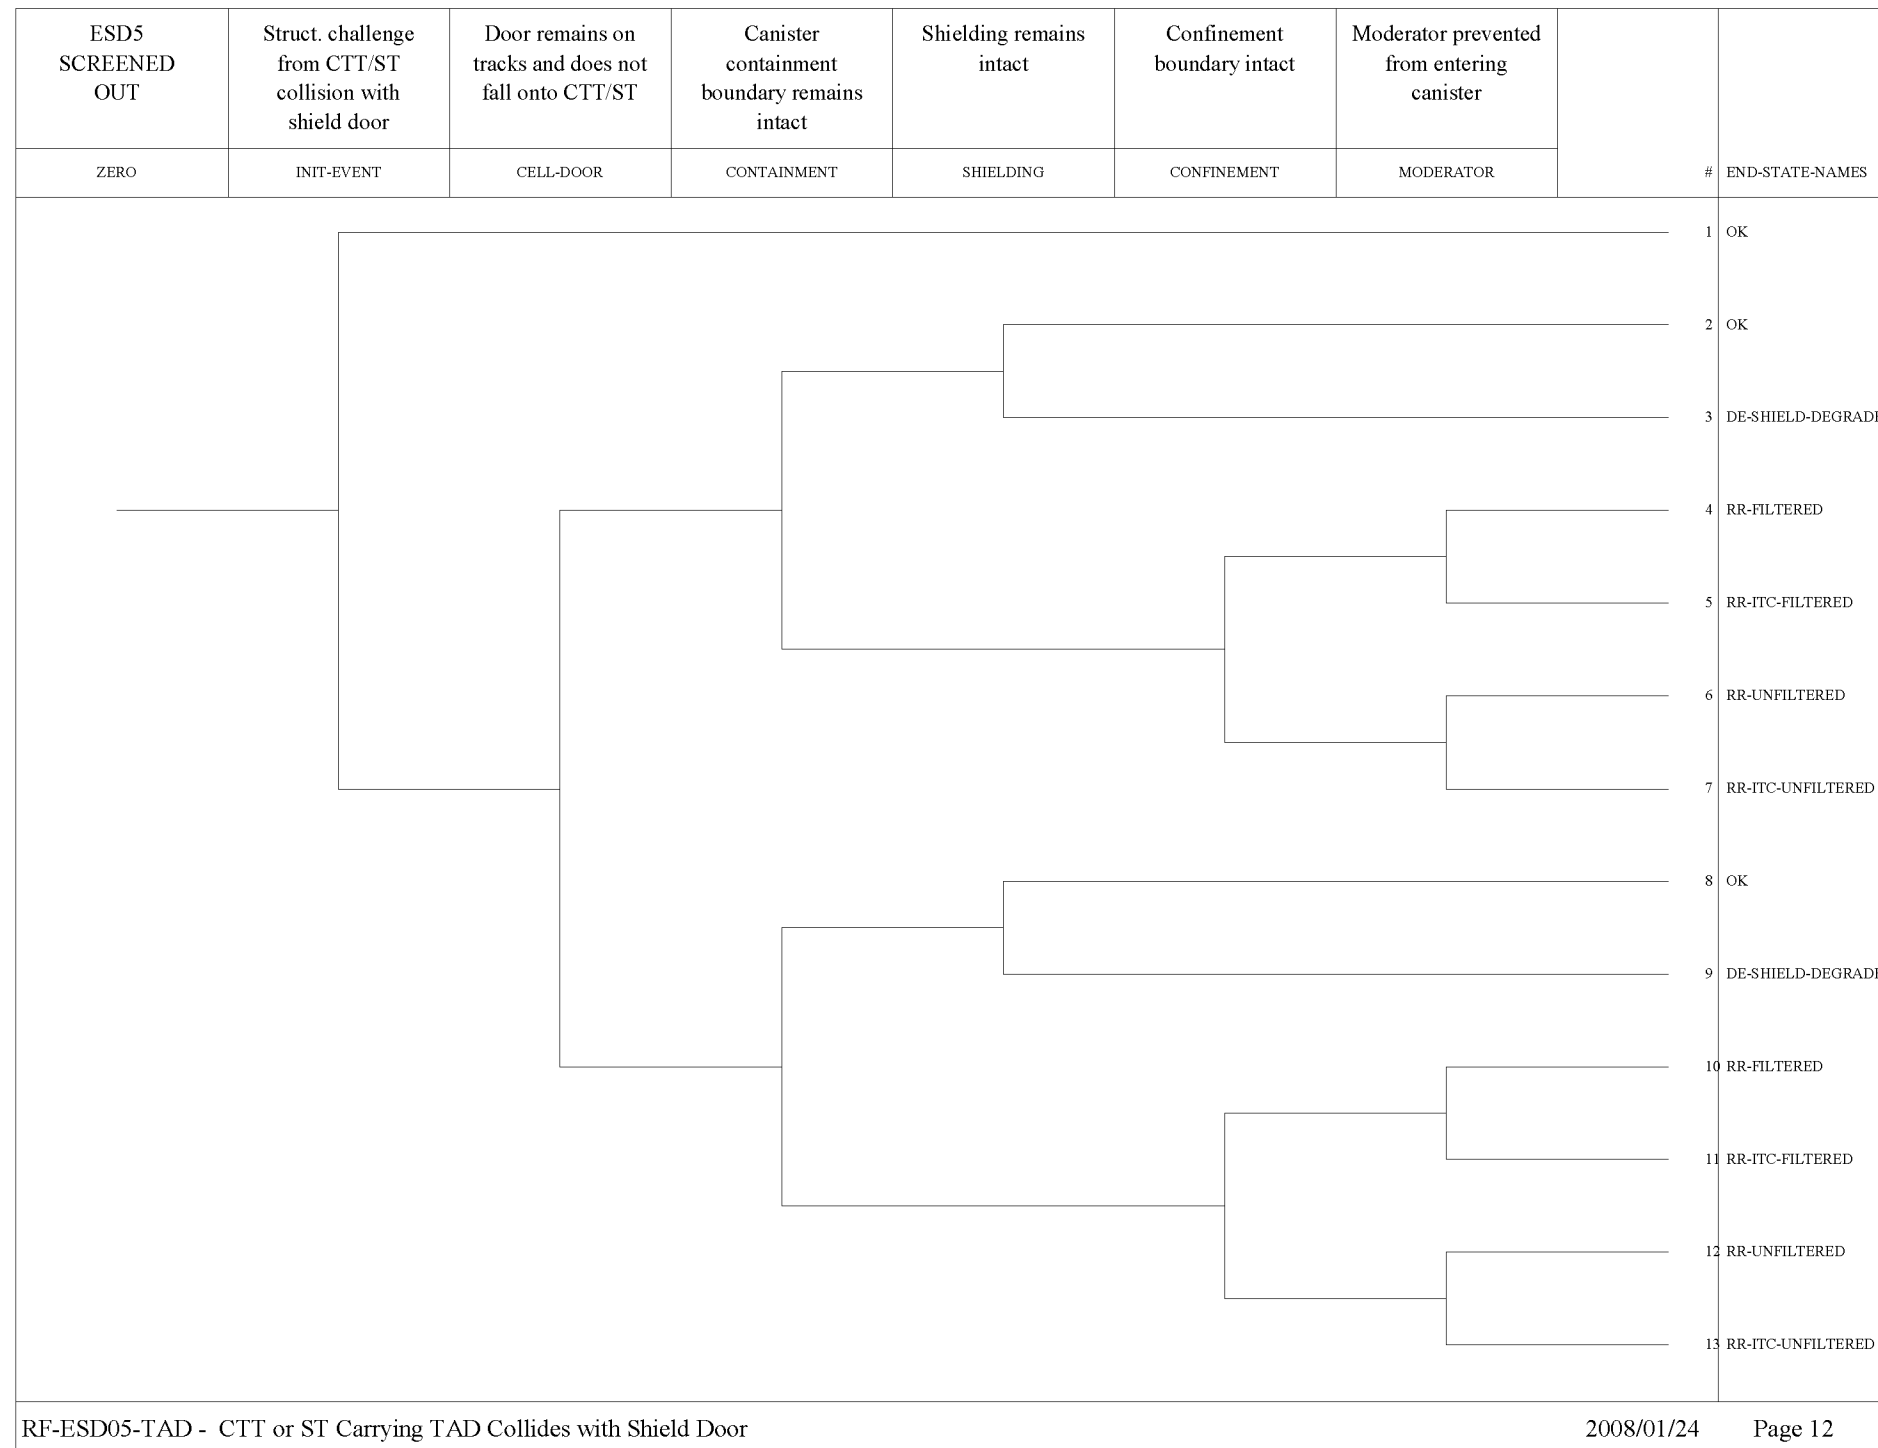 ESD5
SCREENED
OUT
Struct. challenge
from CTT/ST
collision with
shield door
Door remains on
tracks and does not
fall onto CTT/ST
Canister
containment
boundary remains
intact
Shielding remains
intact
Confinement
boundary intact
Moderator prevented
from entering
canister
ZERO
INIT-EVENT
CELL-DOOR
CONTAINMENT
SHIELDING
CONFINEMENT
MODERATOR
# END-STATE-NAMES
1 OK
2 OK
3 DE-SHIELD-DEGRADE
4 RR-FILTERED
5 RR-ITC-FILTERED
6 RR-UNFILTERED
7 RR-ITC-UNFILTERED
8 OK
9 DE-SHIELD-DEGRADE
10 RR-FILTERED
11 RR-ITC-FILTERED
12 RR-UNFILTERED
13 RR-ITC-UNFILTERED
RF-ESD05-TAD - CTT or ST Carrying TAD Collides with Shield Door 2008/01/24 Page 12